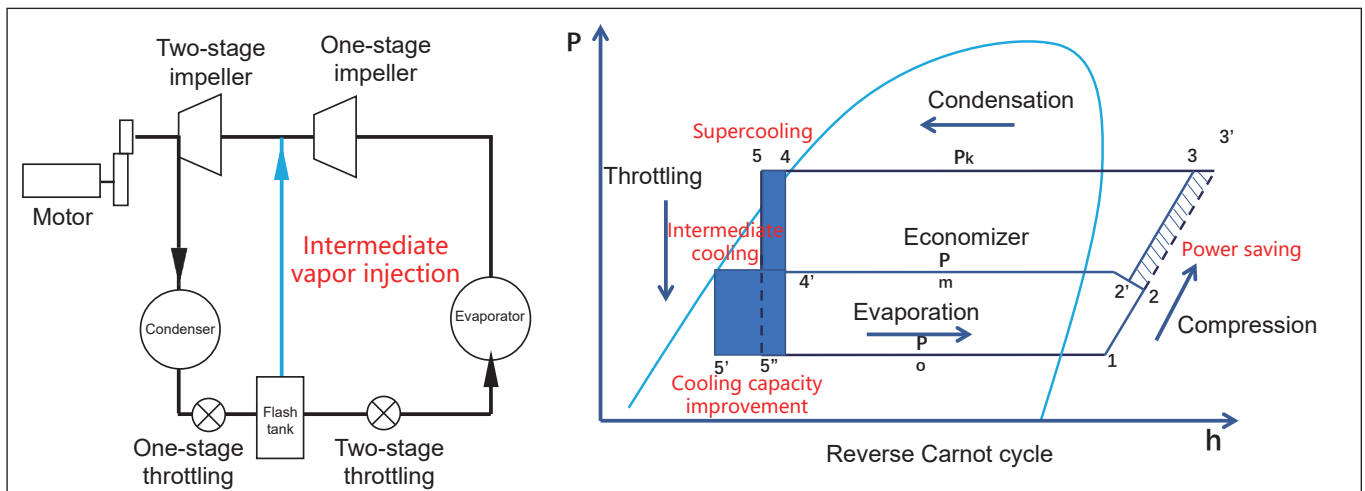 Two-stage
impeller
One-stage
impeller
Motor
Intermediate
vapor injection
Condenser
Evaporator
Flash
tank
One-stage
throttling
Two-stage
throttling
P
Condensation
Supercooling
3'
5 4
Pk
3
Throttling
Intermediate
cooling
Economizer
P
m
Power saving
4'
2' 2
Evaporation
P
o
Compression
1
5' 5"
Cooling capacity
improvement
h
Reverse Carnot cycle